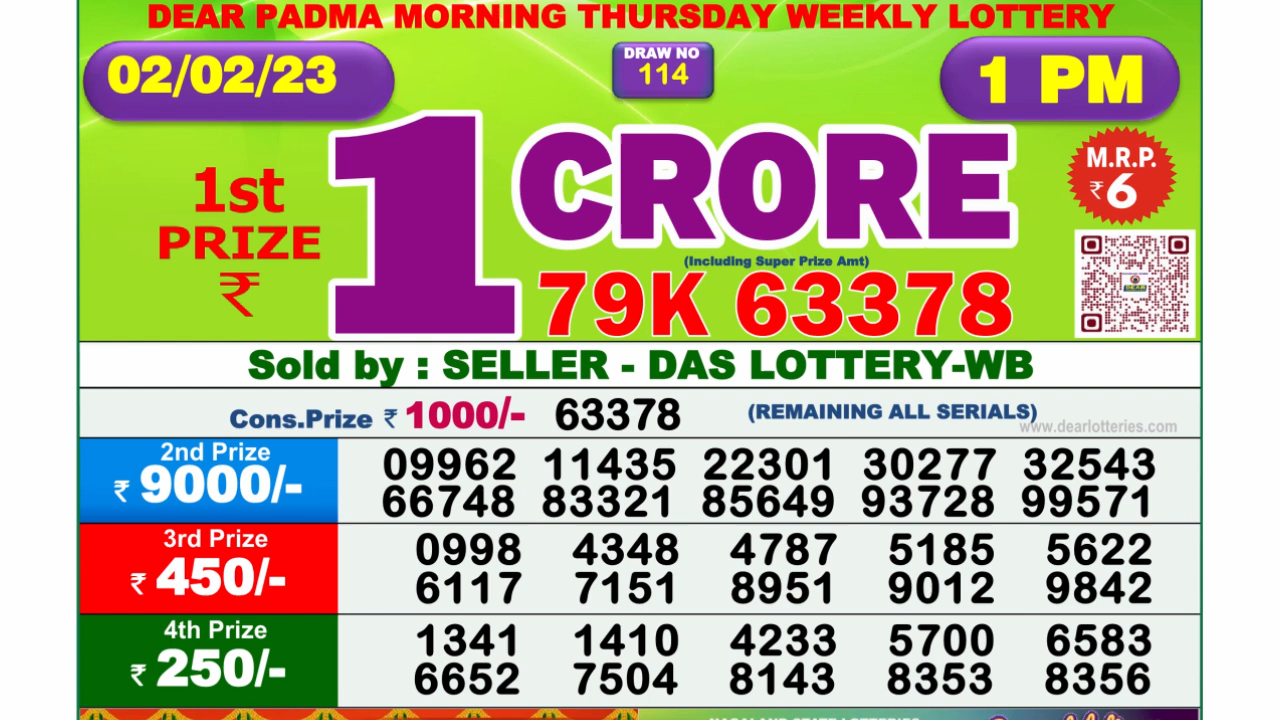 DEAR PADMA MORNING THURSDAY WEEKLY LOTTERY
02/02/23
DRAW NO
114
1 PM
1st
PRIZE
₹
1 CRORE
(Including Super Prize Amt)
79K 63378
M.R.P.
₹6
Sold by : SELLER - DAS LOTTERY-WB
Cons.Prize ₹ 1000/- 63378 (REMAINING ALL SERIALS)
www.dearlotteries.com
2nd Prize
₹ 9000/-
09962 11435 22301 30277 32543
66748 83321 85649 93728 99571
3rd Prize
₹ 450/-
0998 4348 4787 5185 5622
6117 7151 8951 9012 9842
4th Prize
₹ 250/-
1341 1410 4233 5700 6583
6652 7504 8143 8353 8356
NAGALAND STATE LOTTERIES